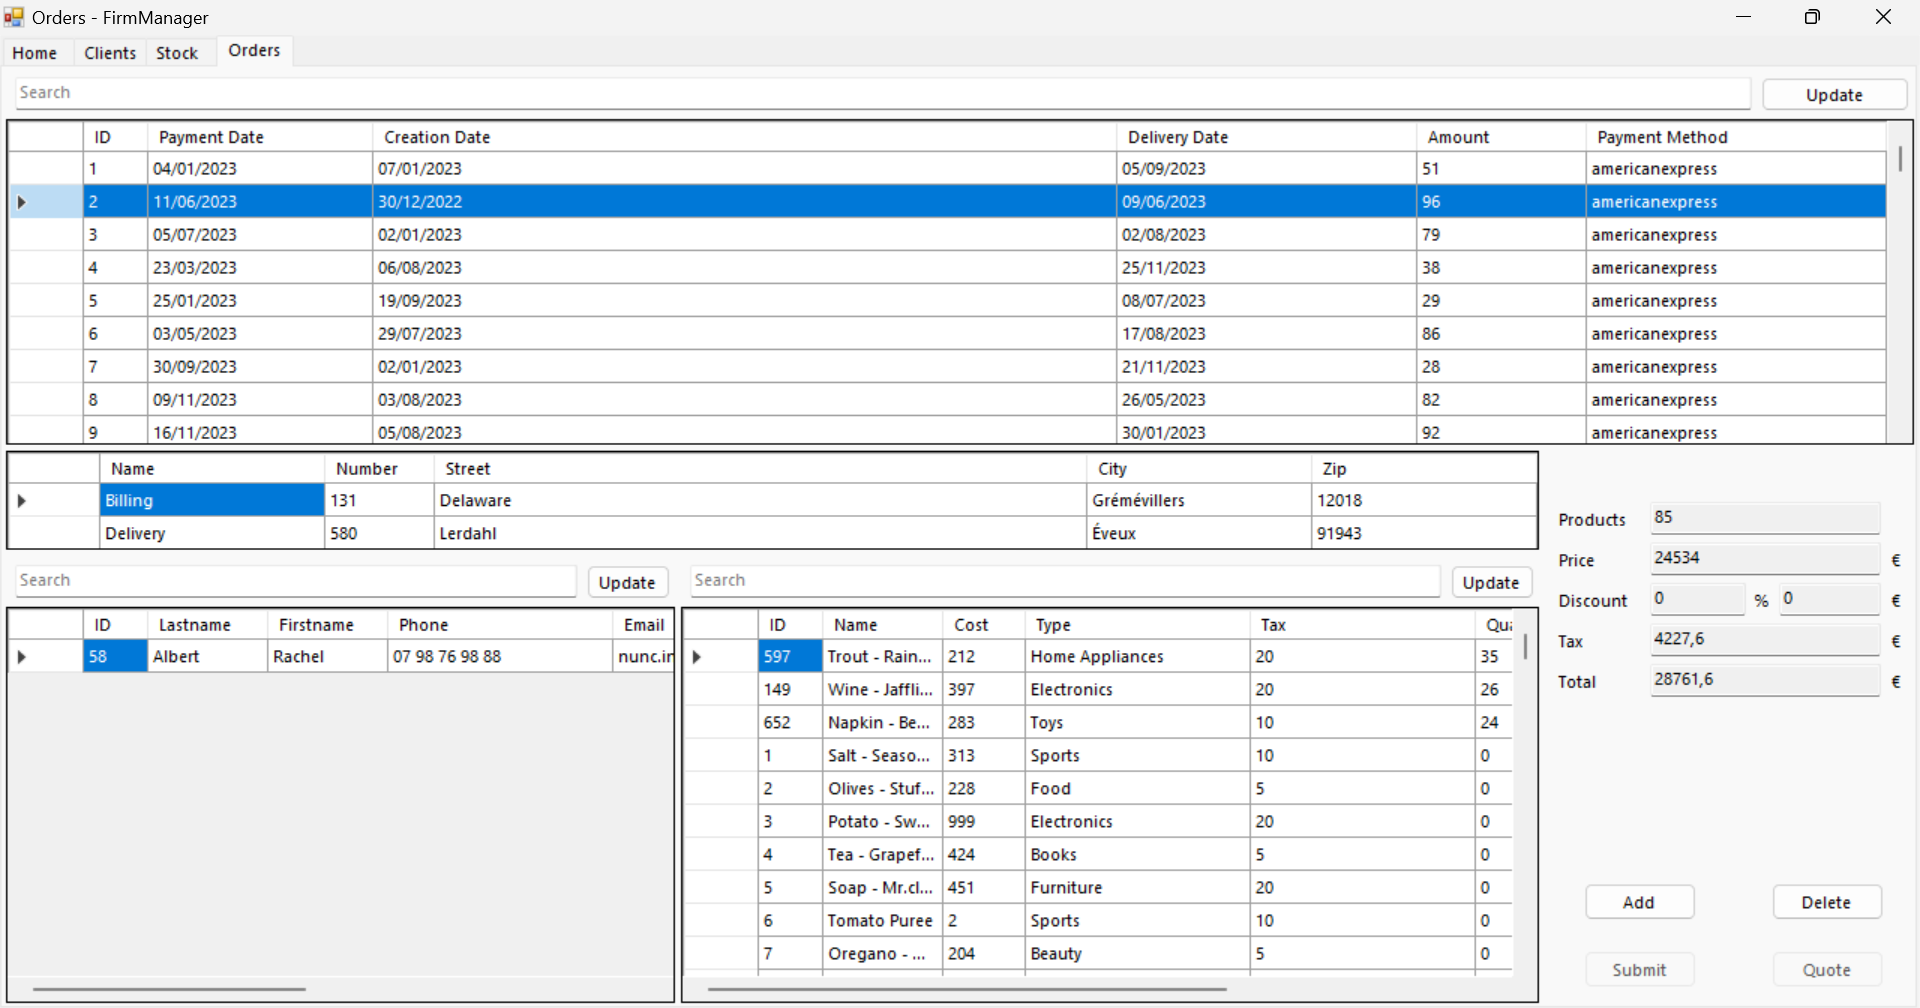 Orders - FirmManager
Home Clients Stock Orders
Search Update
ID Payment Date Creation Date Delivery Date Amount Payment Method
1 04/01/2023 07/01/2023 05/09/2023 51 americanexpress
2 11/06/2023 30/12/2022 09/06/2023 96 americanexpress
3 05/07/2023 02/01/2023 02/08/2023 79 americanexpress
4 23/03/2023 06/08/2023 25/11/2023 38 americanexpress
5 25/01/2023 19/09/2023 08/07/2023 29 americanexpress
6 03/05/2023 29/07/2023 17/08/2023 86 americanexpress
7 30/09/2023 02/01/2023 21/11/2023 28 americanexpress
8 09/11/2023 03/08/2023 26/05/2023 82 americanexpress
9 16/11/2023 05/08/2023 30/01/2023 92 americanexpress
Name Number Street City Zip
Billing 131 Delaware Grémévillers 12018
Delivery 580 Lerdahl Éveux 91943
Search Update
ID Lastname Firstname Phone Email
58 Albert Rachel 07 98 76 98 88 nunc.in
Search Update
ID Name Cost Type Tax Qua
597 Trout - Rain... 212 Home Appliances 20 35
149 Wine - Jaffli... 397 Electronics 20 26
652 Napkin - Be... 283 Toys 10 24
1 Salt - Seaso... 313 Sports 10 0
2 Olives - Stuf... 228 Food 5 0
3 Potato - Sw... 999 Electronics 20 0
4 Tea - Grapef... 424 Books 5 0
5 Soap - Mr.cl... 451 Furniture 20 0
6 Tomato Puree 2 Sports 10 0
7 Oregano - ... 204 Beauty 5 0
Products 85
Price 24534 €
Discount 0 % 0 €
Tax 4227,6 €
Total 28761,6 €
Add Delete
Submit Quote